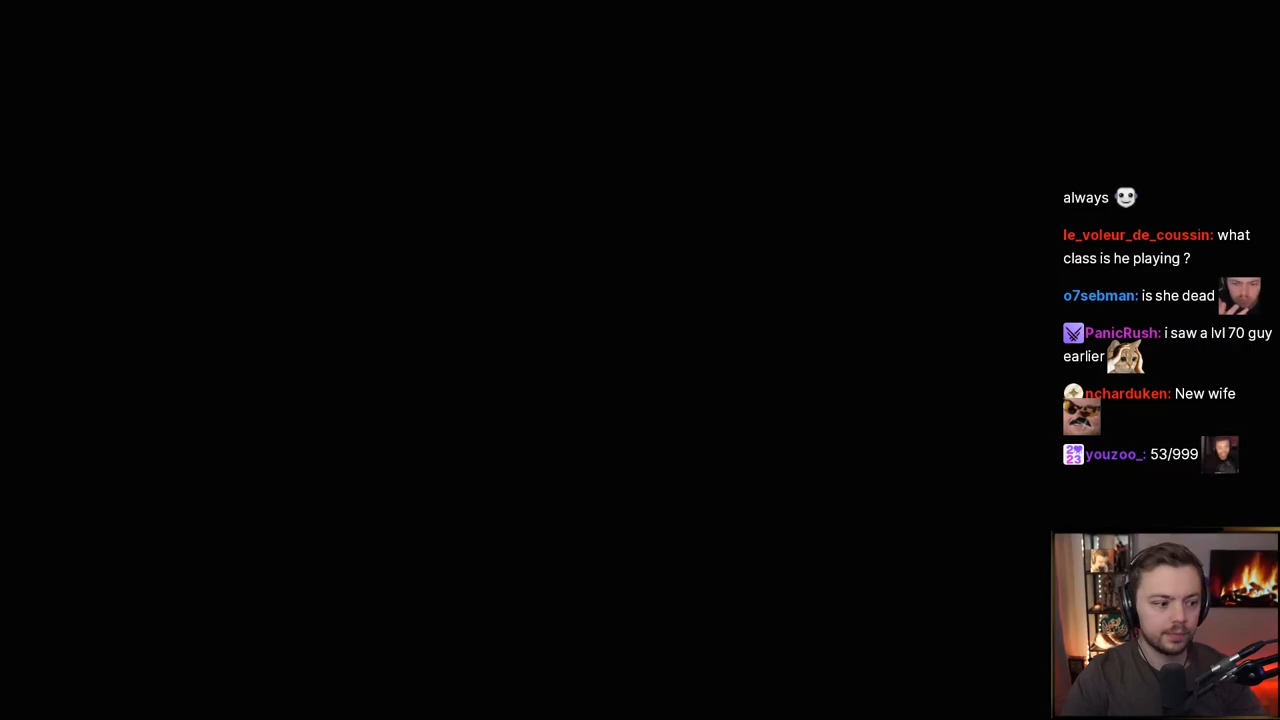 always
le_voleur_de_coussin: what
class is he playing ?
o7sebman: is she dead
PanicRush: i saw a lvl 70 guy
earlier
ncharduken: New wife
youzoo_: 53/999